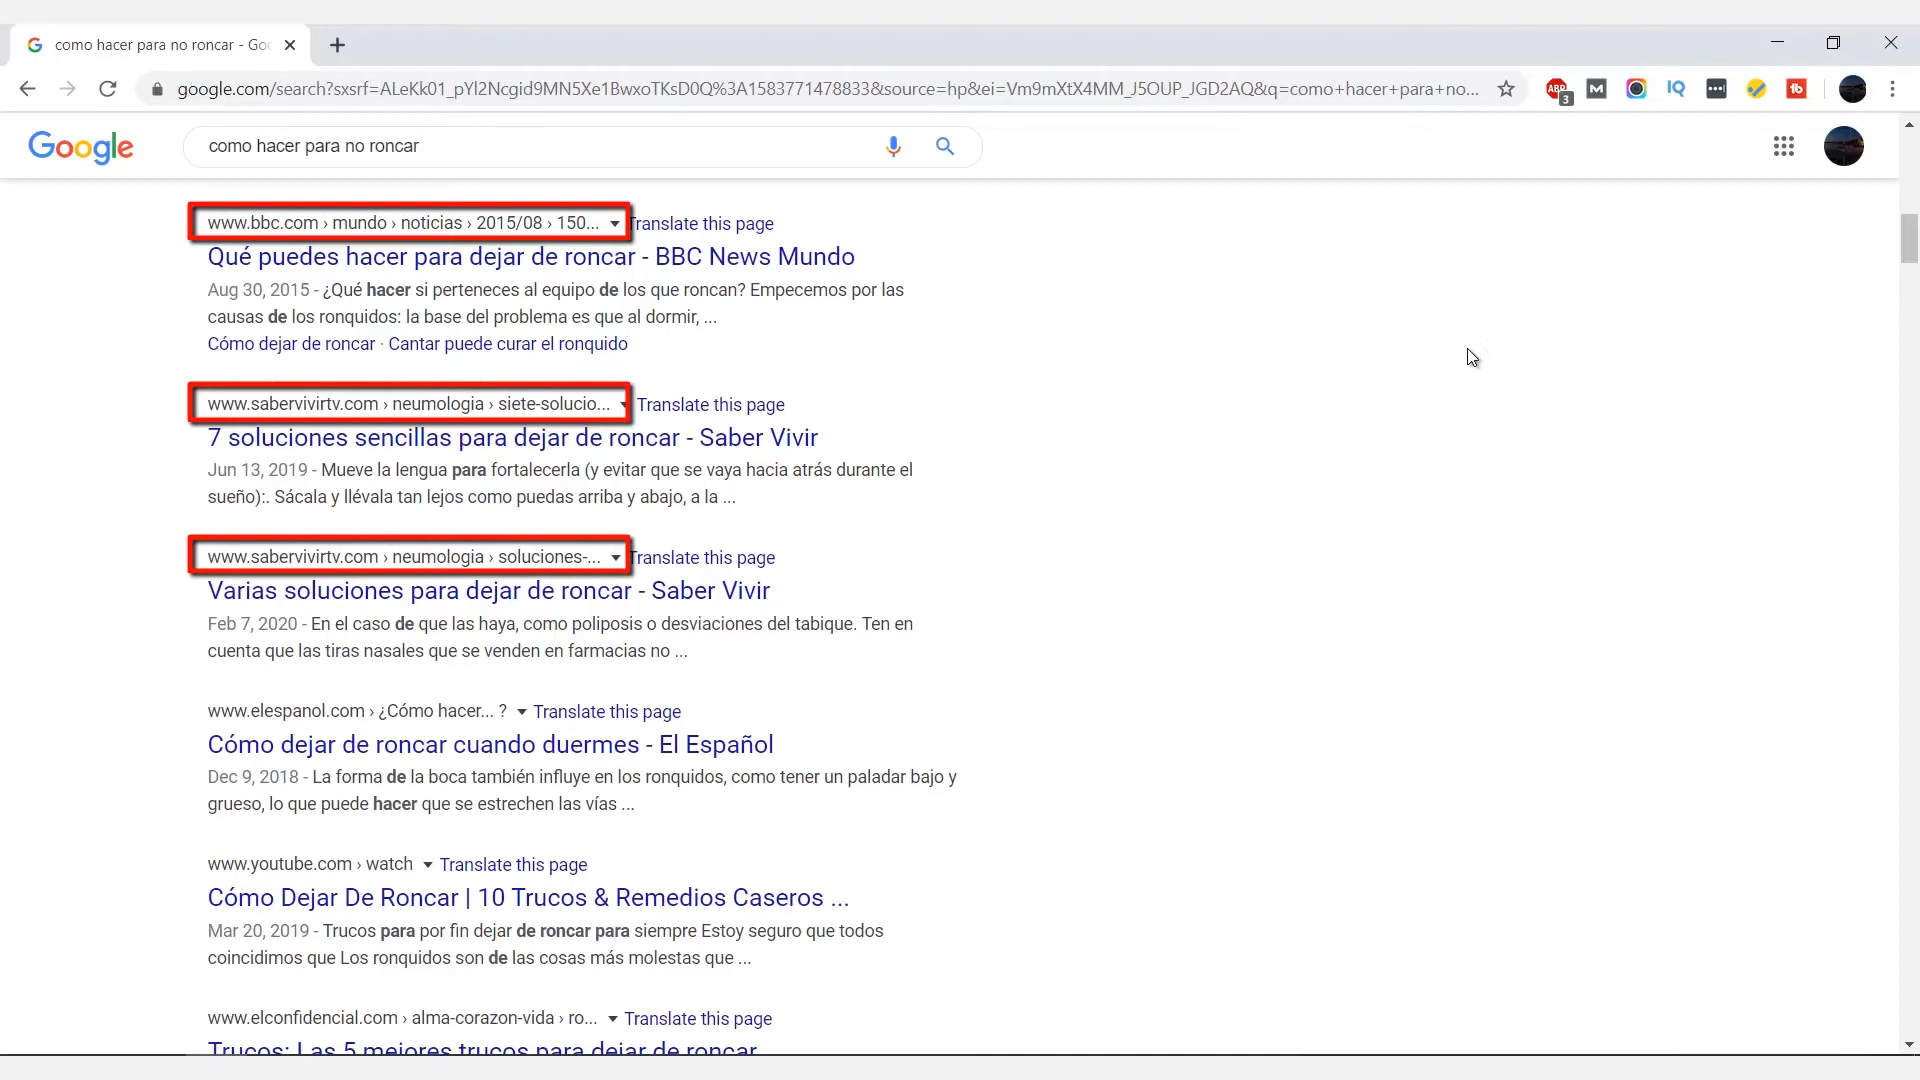 como hacer para no roncar - Goo
google.com/search?sxsrf=ALeKk01_pYl2Ncgid9MN5Xe1BwxoTKsD0Q%3A1583771478833&source=hp&ei=Vm9mXtX4MM_J5OUP_JGD2AQ&q=como+hacer+para+no...
ABP 3 M IQ tb
Google como hacer para no roncar
www.bbc.com › mundo › noticias › 2015/08 › 150... Translate this page
Qué puedes hacer para dejar de roncar - BBC News Mundo
Aug 30, 2015 - ¿Qué hacer si perteneces al equipo de los que roncan? Empecemos por las
causas de los ronquidos: la base del problema es que al dormir, ...
Cómo dejar de roncar · Cantar puede curar el ronquido
www.sabervivirtv.com › neumologia › siete-solucio... Translate this page
7 soluciones sencillas para dejar de roncar - Saber Vivir
Jun 13, 2019 - Mueve la lengua para fortalecerla (y evitar que se vaya hacia atrás durante el
sueño):. Sácala y llévala tan lejos como puedas arriba y abajo, a la ...
www.sabervivirtv.com › neumologia › soluciones-... Translate this page
Varias soluciones para dejar de roncar - Saber Vivir
Feb 7, 2020 - En el caso de que las haya, como poliposis o desviaciones del tabique. Ten en
cuenta que las tiras nasales que se venden en farmacias no ...
www.elespanol.com › ¿Cómo hacer... ? Translate this page
Cómo dejar de roncar cuando duermes - El Español
Dec 9, 2018 - La forma de la boca también influye en los ronquidos, como tener un paladar bajo y
grueso, lo que puede hacer que se estrechen las vías ...
www.youtube.com › watch Translate this page
Cómo Dejar De Roncar | 10 Trucos & Remedios Caseros ...
Mar 20, 2019 - Trucos para por fin dejar de roncar para siempre Estoy seguro que todos
coincidimos que Los ronquidos son de las cosas más molestas que ...
www.elconfidencial.com › alma-corazon-vida › ro... Translate this page
Trucos: Las 5 mejores trucos para dejar de roncar